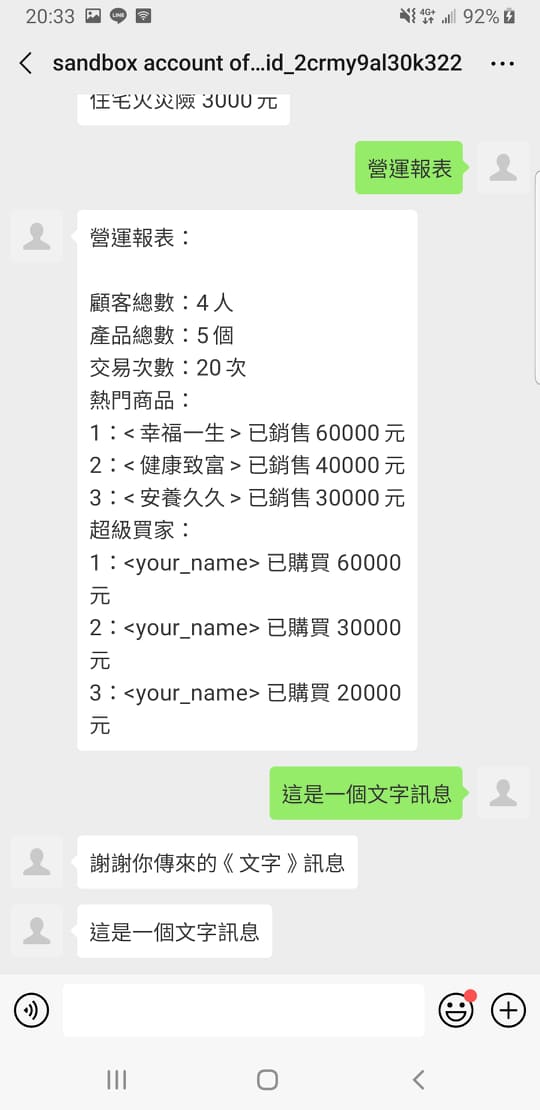 20:33
LINE
4G+
92%
sandbox account of...id_2crmy9al30k322
住宅火災險 3000 元
營運報表
營運報表：
顧客總數：4 人
產品總數：5 個
交易次數：20 次
熱門商品：
1：< 幸福一生 > 已銷售 60000 元
2：< 健康致富 > 已銷售 40000 元
3：< 安養久久 > 已銷售 30000 元
超級買家：
1：<your_name> 已購買 60000
元
2：<your_name> 已購買 30000
元
3：<your_name> 已購買 20000
元
這是一個文字訊息
謝謝你傳來的《 文字 》訊息
這是一個文字訊息